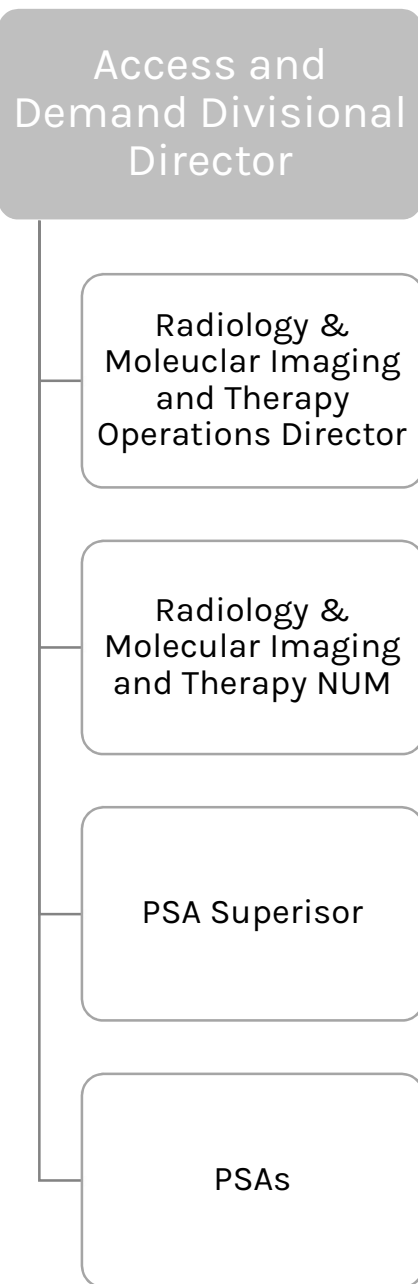 Access and
Demand Divisional
Director
Radiology &
Moleuclar Imaging
and Therapy
Operations Director
Radiology &
Molecular Imaging
and Therapy NUM
PSA Superisor
PSAs